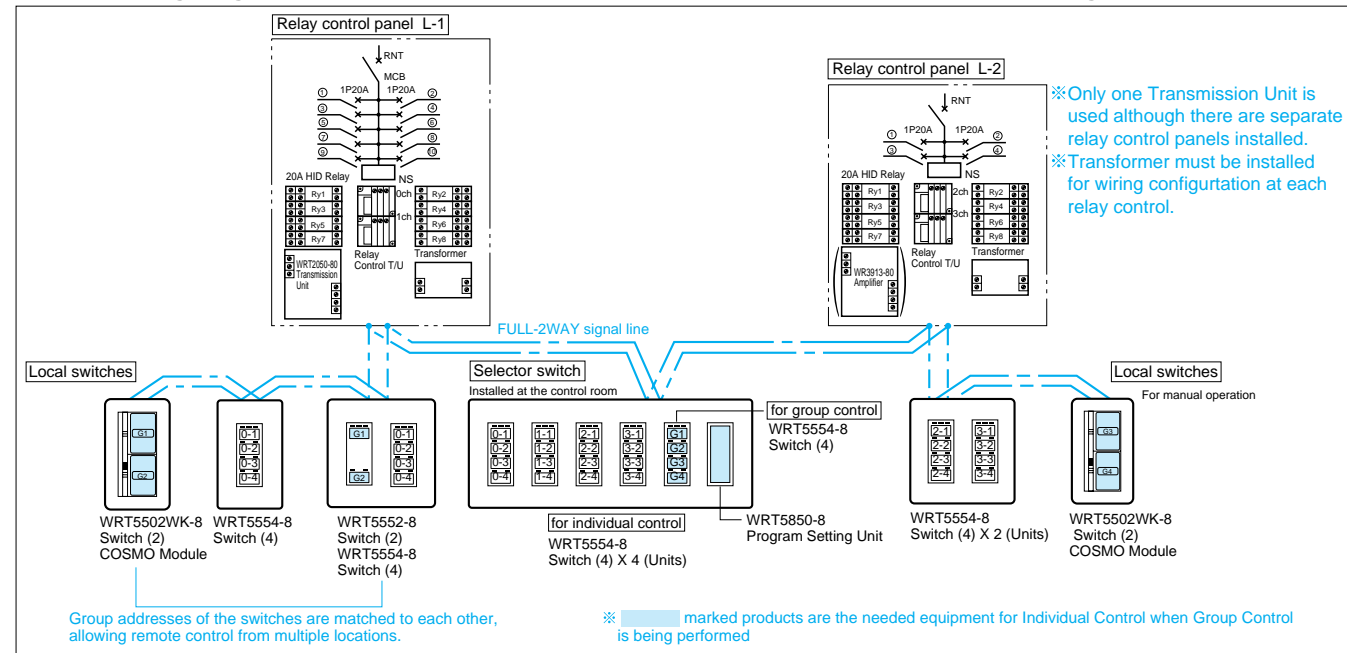 Relay control panel L-1
RNT
MCB
1P20A 1P20A
① ②
③ ④
⑤ ⑥
⑦ ⑧
⑨ ⑩
20A HID Relay
NS
0ch
1ch
Ry1
Ry3
Ry5
Ry7
Ry2
Ry4
Ry6
Ry8
WRT2050-80
Transmission
Unit
Relay
Control T/U
Transformer
Relay control panel L-2
RNT
1P20A 1P20A
① ②
③ ④
20A HID Relay
NS
2ch
3ch
Ry1
Ry3
Ry5
Ry7
Ry2
Ry4
Ry6
Ry8
WR3913-80
Amplifier
Relay
Control T/U
Transformer
※Only one Transmission Unit is
used although there are separate
relay control panels installed.
※Transformer must be installed
for wiring configurtation at each
relay control.
FULL-2WAY signal line
Local switches
G1
G2
0-1
0-2
0-3
0-4
G1
G2
0-1
0-2
0-3
0-4
WRT5502WK-8
Switch (2)
COSMO Module
WRT5554-8
Switch (4)
WRT5552-8
Switch (2)
WRT5554-8
Switch (4)
Group addresses of the switches are matched to each other,
allowing remote control from multiple locations.
Selector switch
Installed at the control room
0-1
0-2
0-3
0-4
1-1
1-2
1-3
1-4
2-1
2-2
2-3
2-4
3-1
3-2
3-3
3-4
G1
G2
G3
G4
for group control
WRT5554-8
Switch (4)
for individual control
WRT5554-8
Switch (4) X 4 (Units)
WRT5850-8
Program Setting Unit
Local switches
For manual operation
2-1
2-2
2-3
2-4
3-1
3-2
3-3
3-4
G3
G4
WRT5554-8
Switch (4) X 2 (Units)
WRT5502WK-8
Switch (2)
COSMO Module
※ marked products are the needed equipment for Individual Control when Group Control
is being performed